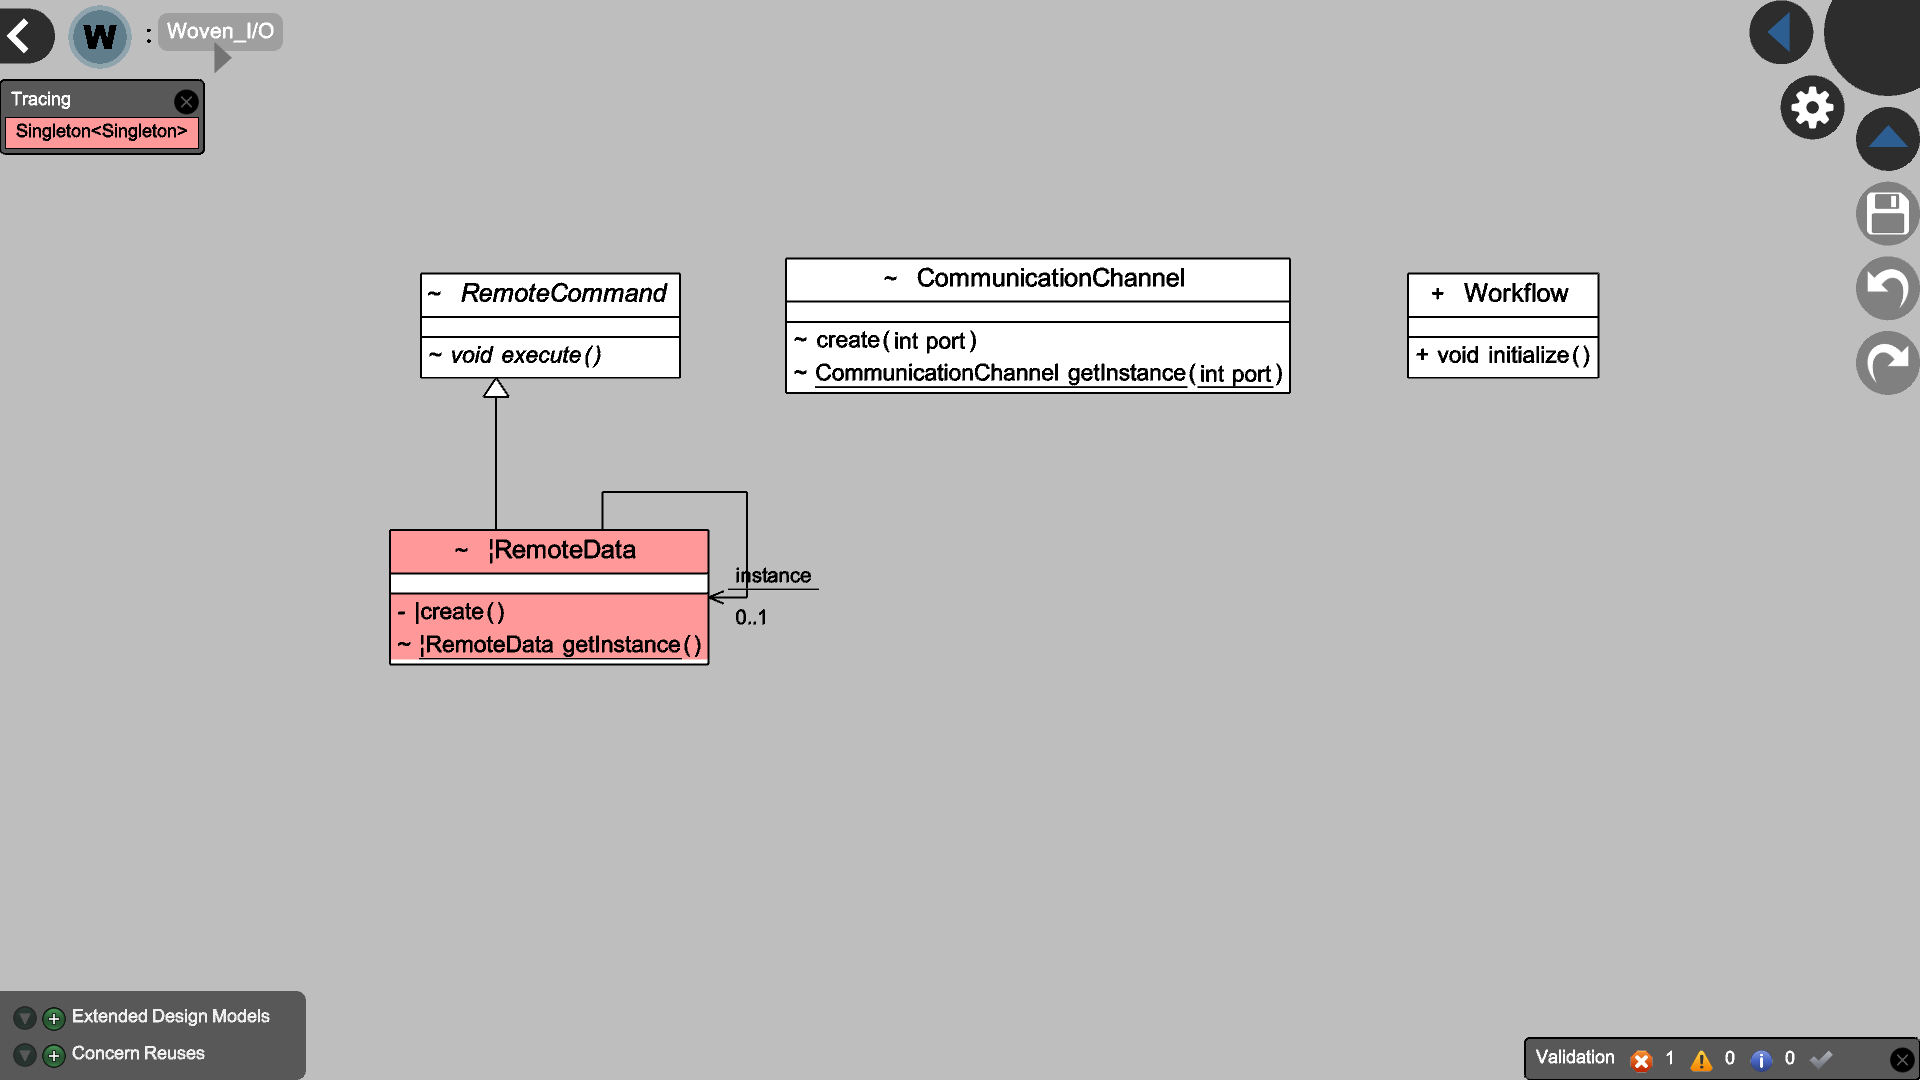 W : Woven_I/O
Tracing
Singleton<Singleton>
~ RemoteCommand
~ void execute()
~ CommunicationChannel
~ create(int port)
~ CommunicationChannel getInstance(int port)
+ Workflow
+ void initialize()
~ ¦RemoteData
- |create()
~ ¦RemoteData getInstance()
instance
0..1
Extended Design Models
Concern Reuses
Validation 1 0 0